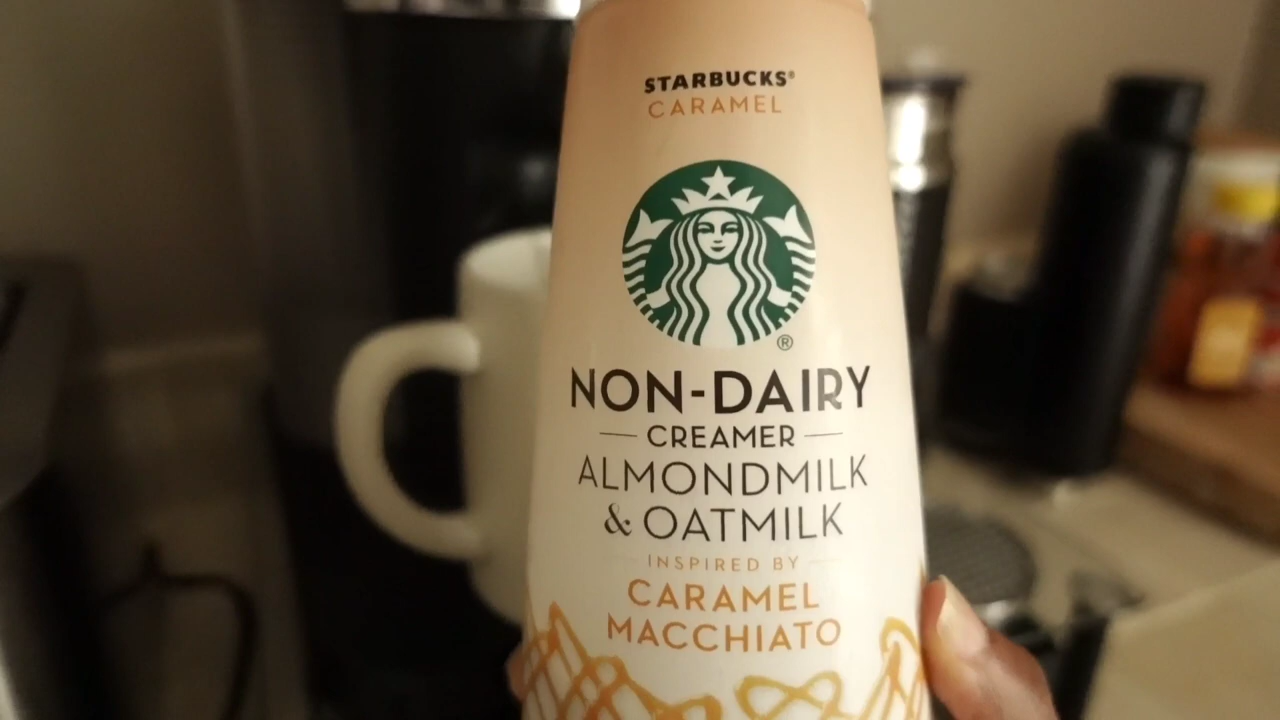 STARBUCKS®
CARAMEL
®
NON-DAIRY
CREAMER
ALMONDMILK
& OATMILK
INSPIRED BY
CARAMEL
MACCHIATO